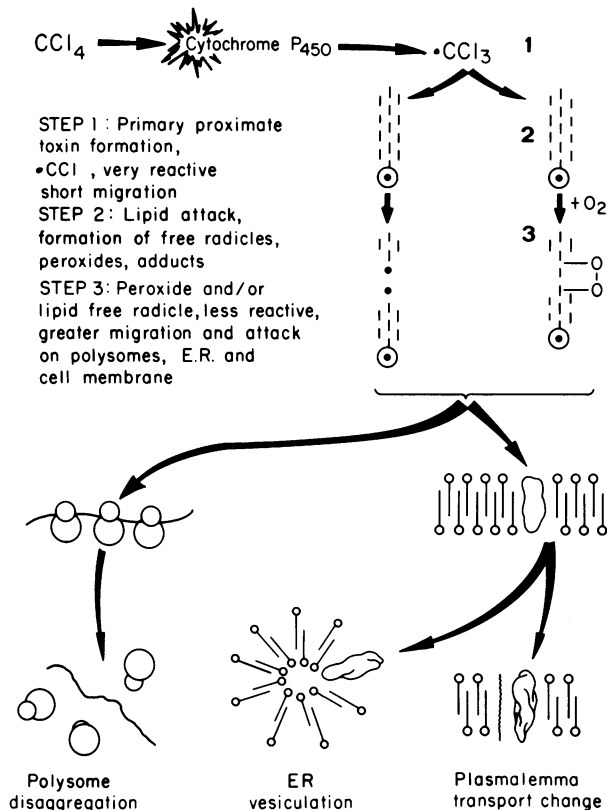 CCl4 Cytochrome P450 •CCl3 1
STEP 1: Primary proximate
toxin formation,
•CCl , very reactive
short migration
STEP 2: Lipid attack,
formation of free radicles,
peroxides, adducts
STEP 3: Peroxide and/or
lipid free radicle, less reactive,
greater migration and attack
on polysomes, E.R. and
cell membrane
2
+O2
3
O
O
Polysome
disaggregation
ER
vesiculation
Plasmalemma
transport change